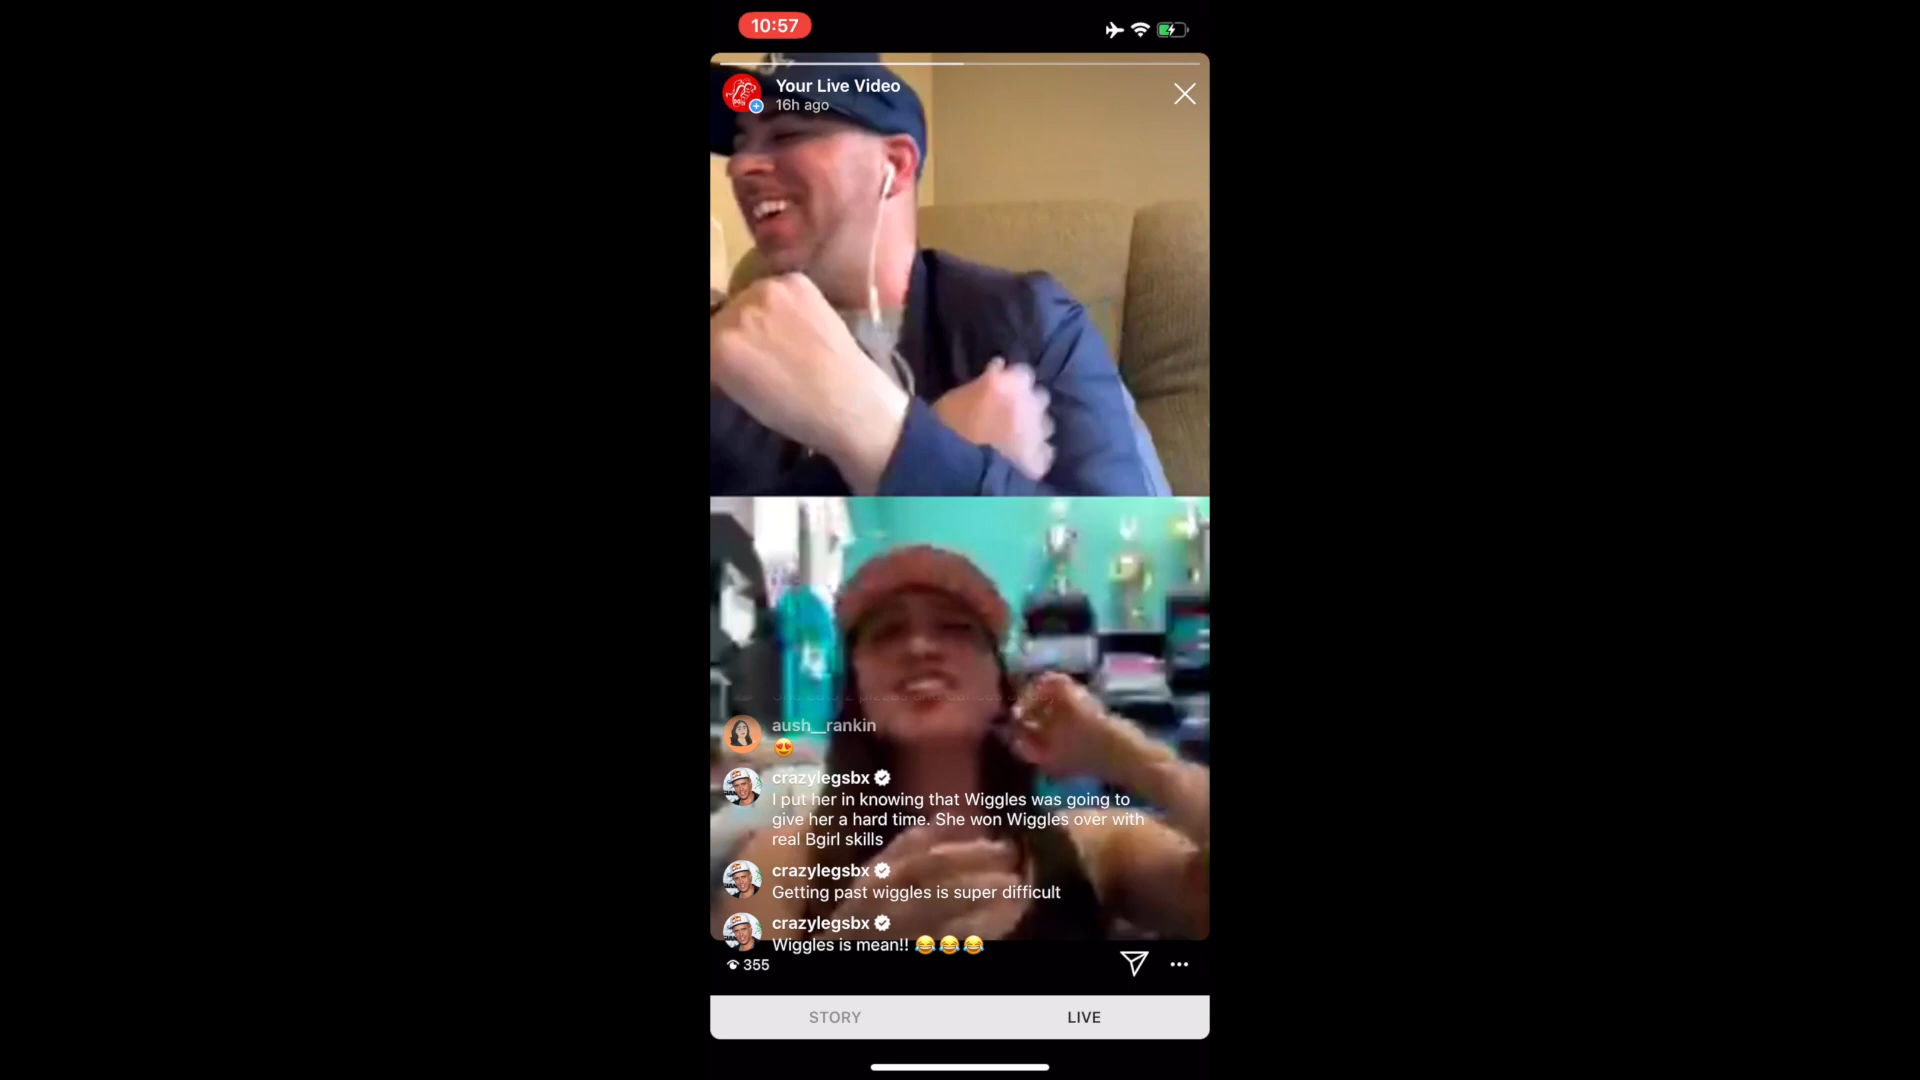 10:57
Your Live Video
16h ago
aush__rankin
😍
crazylegsbx
I put her in knowing that Wiggles was going to
give her a hard time. She won Wiggles over with
real Bgirl skills
crazylegsbx
Getting past wiggles is super difficult
crazylegsbx
Wiggles is mean!! 😂😂😂
355
STORY
LIVE